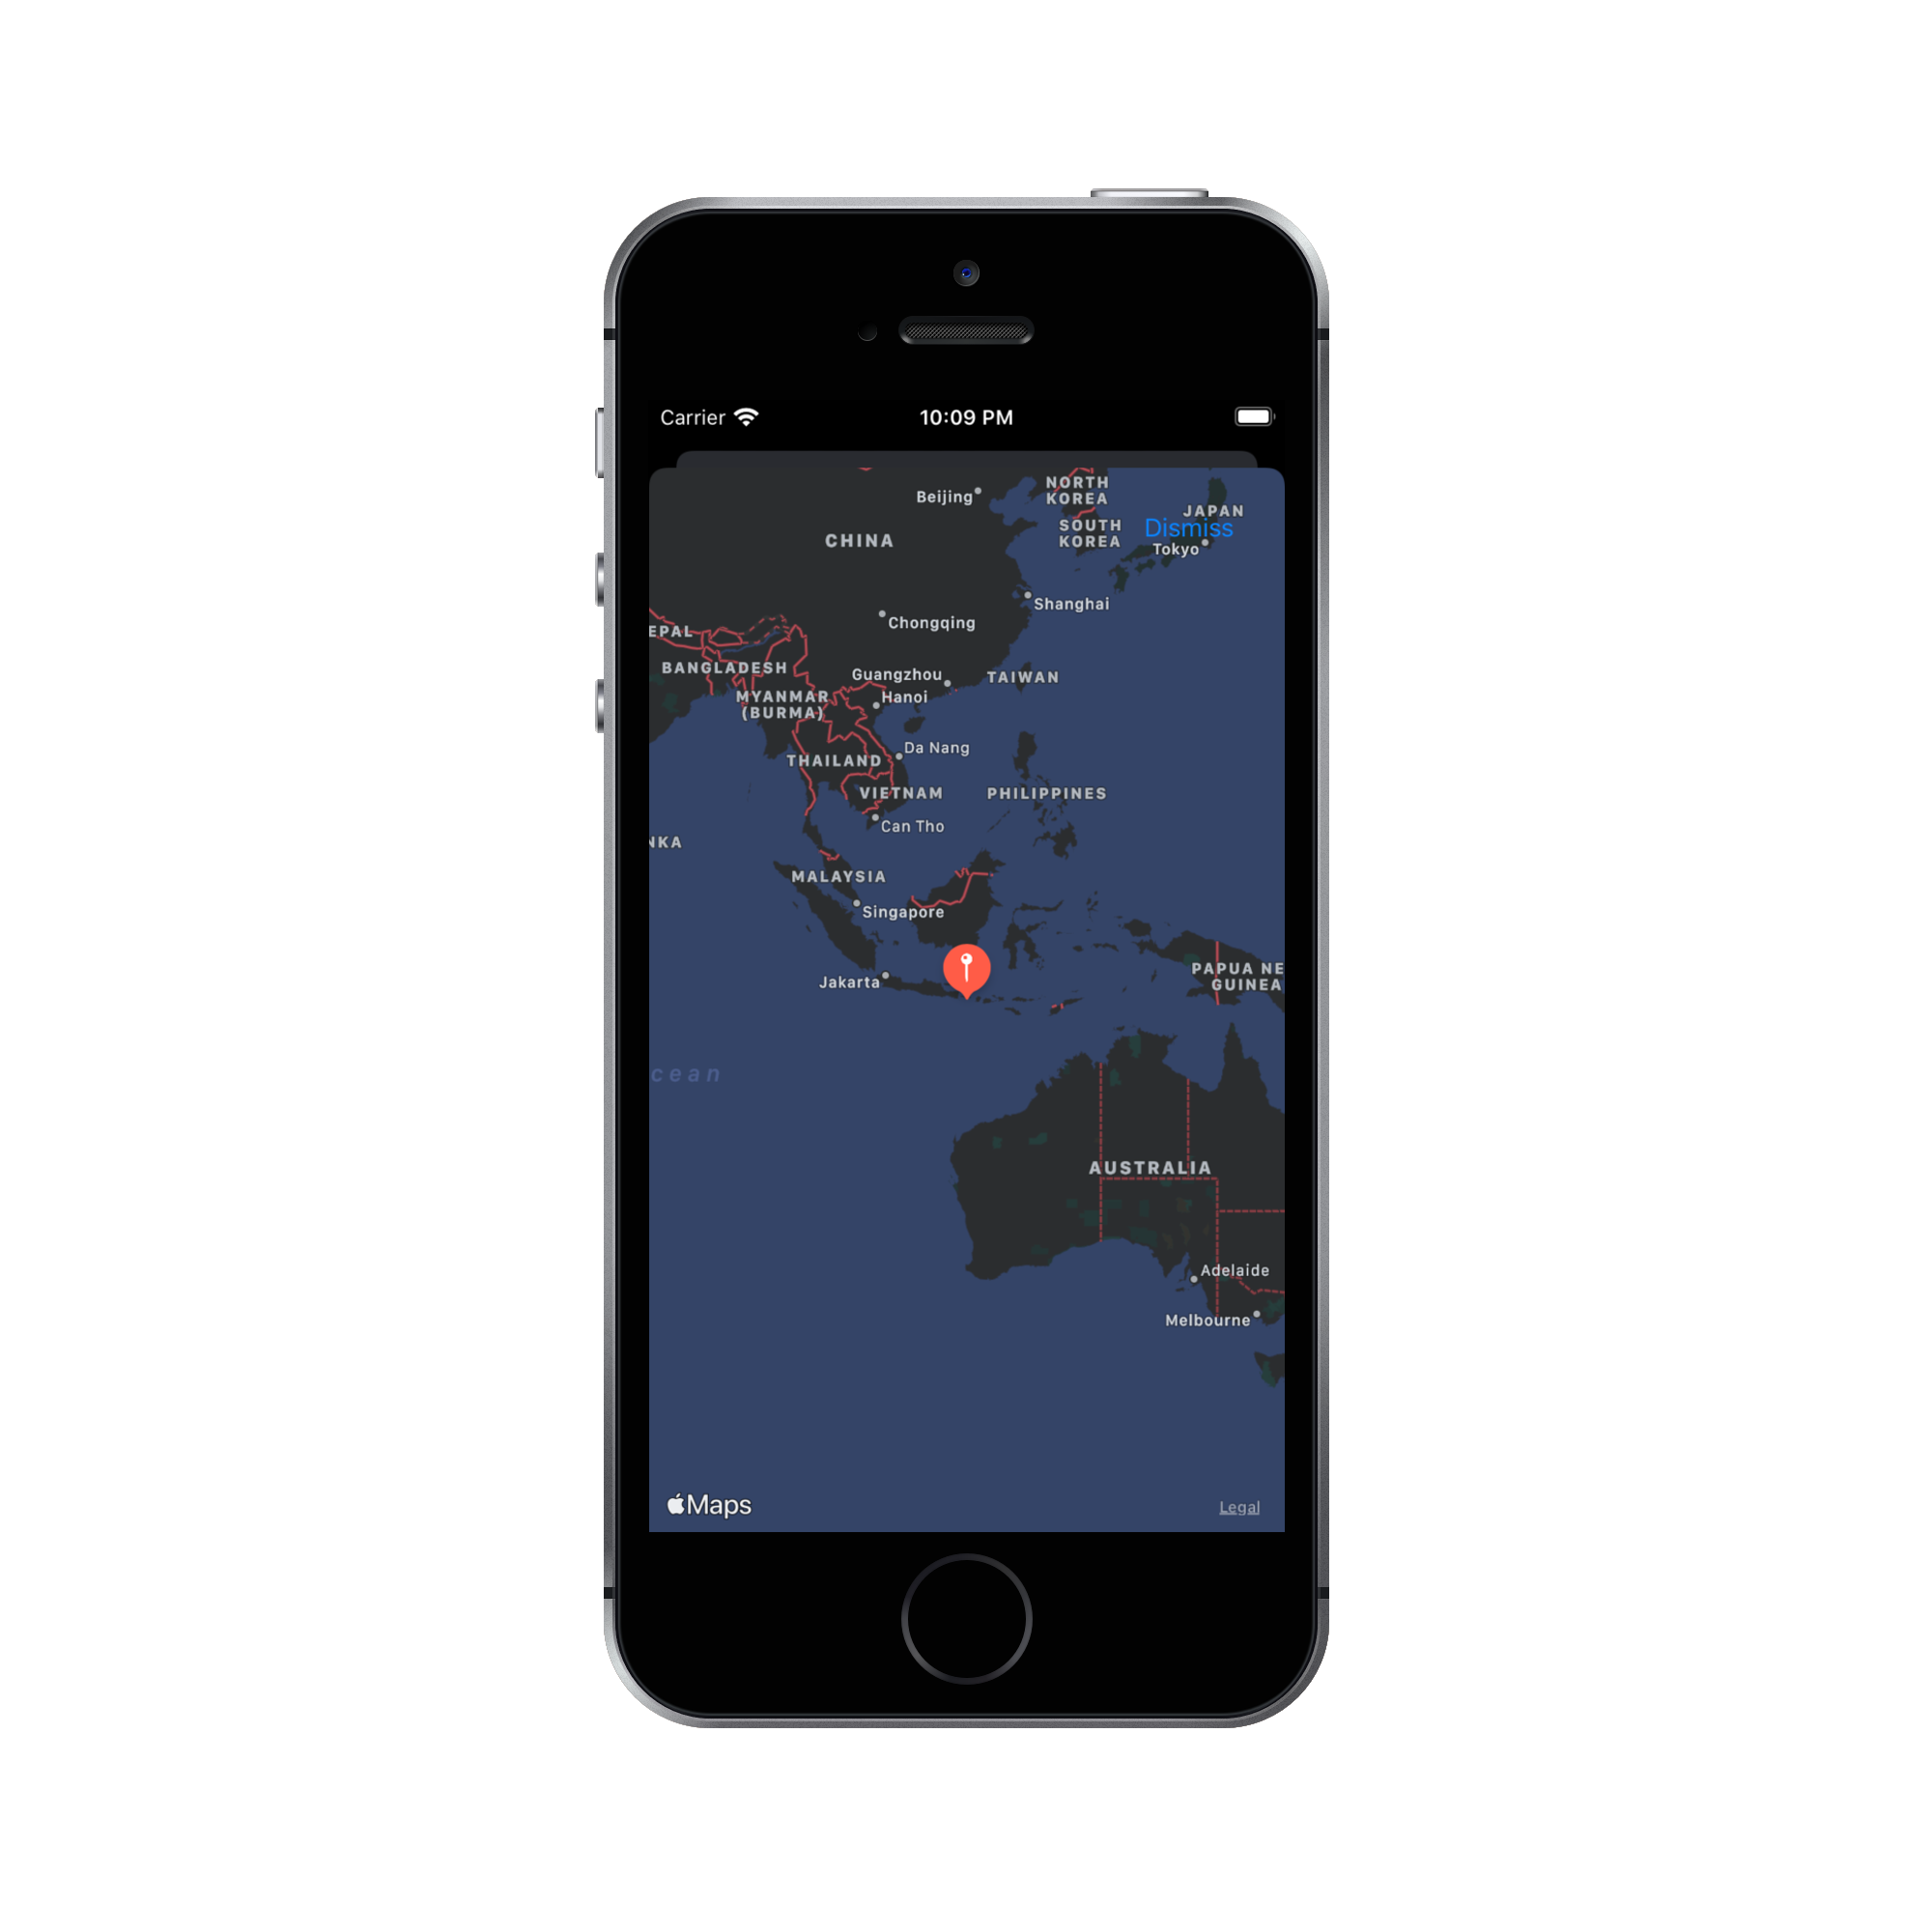 Carrier
10:09 PM
Beijing
NORTH
KOREA
JAPAN
Dismiss
SOUTH
KOREA
CHINA
Tokyo
Shanghai
Chongqing
EPAL
BANGLADESH
Guangzhou
TAIWAN
MYANMAR
(BURMA)
Hanoi
Da Nang
THAILAND
VIETNAM
PHILIPPINES
Can Tho
NKA
MALAYSIA
Singapore
PAPUA NE
GUINEA
Jakarta
cean
AUSTRALIA
Adelaide
Melbourne
Maps
Legal